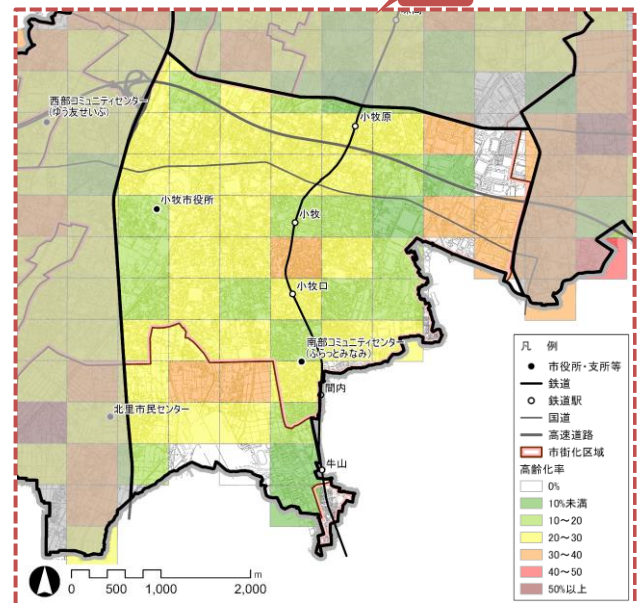 西部コミュニティセンター
(ゆう友せいぶ)
小牧原
小牧市役所
小牧
小牧口
南部コミュニティセンター
(ふらっとみなみ)
間内
北里市民センター
牛山
凡 例
市役所・支所等
鉄道
鉄道駅
国道
高速道路
市街化区域
高齢化率
0%
10%未満
10～20
20～30
30～40
40～50
50%以上
0 500 1,000 2,000 m